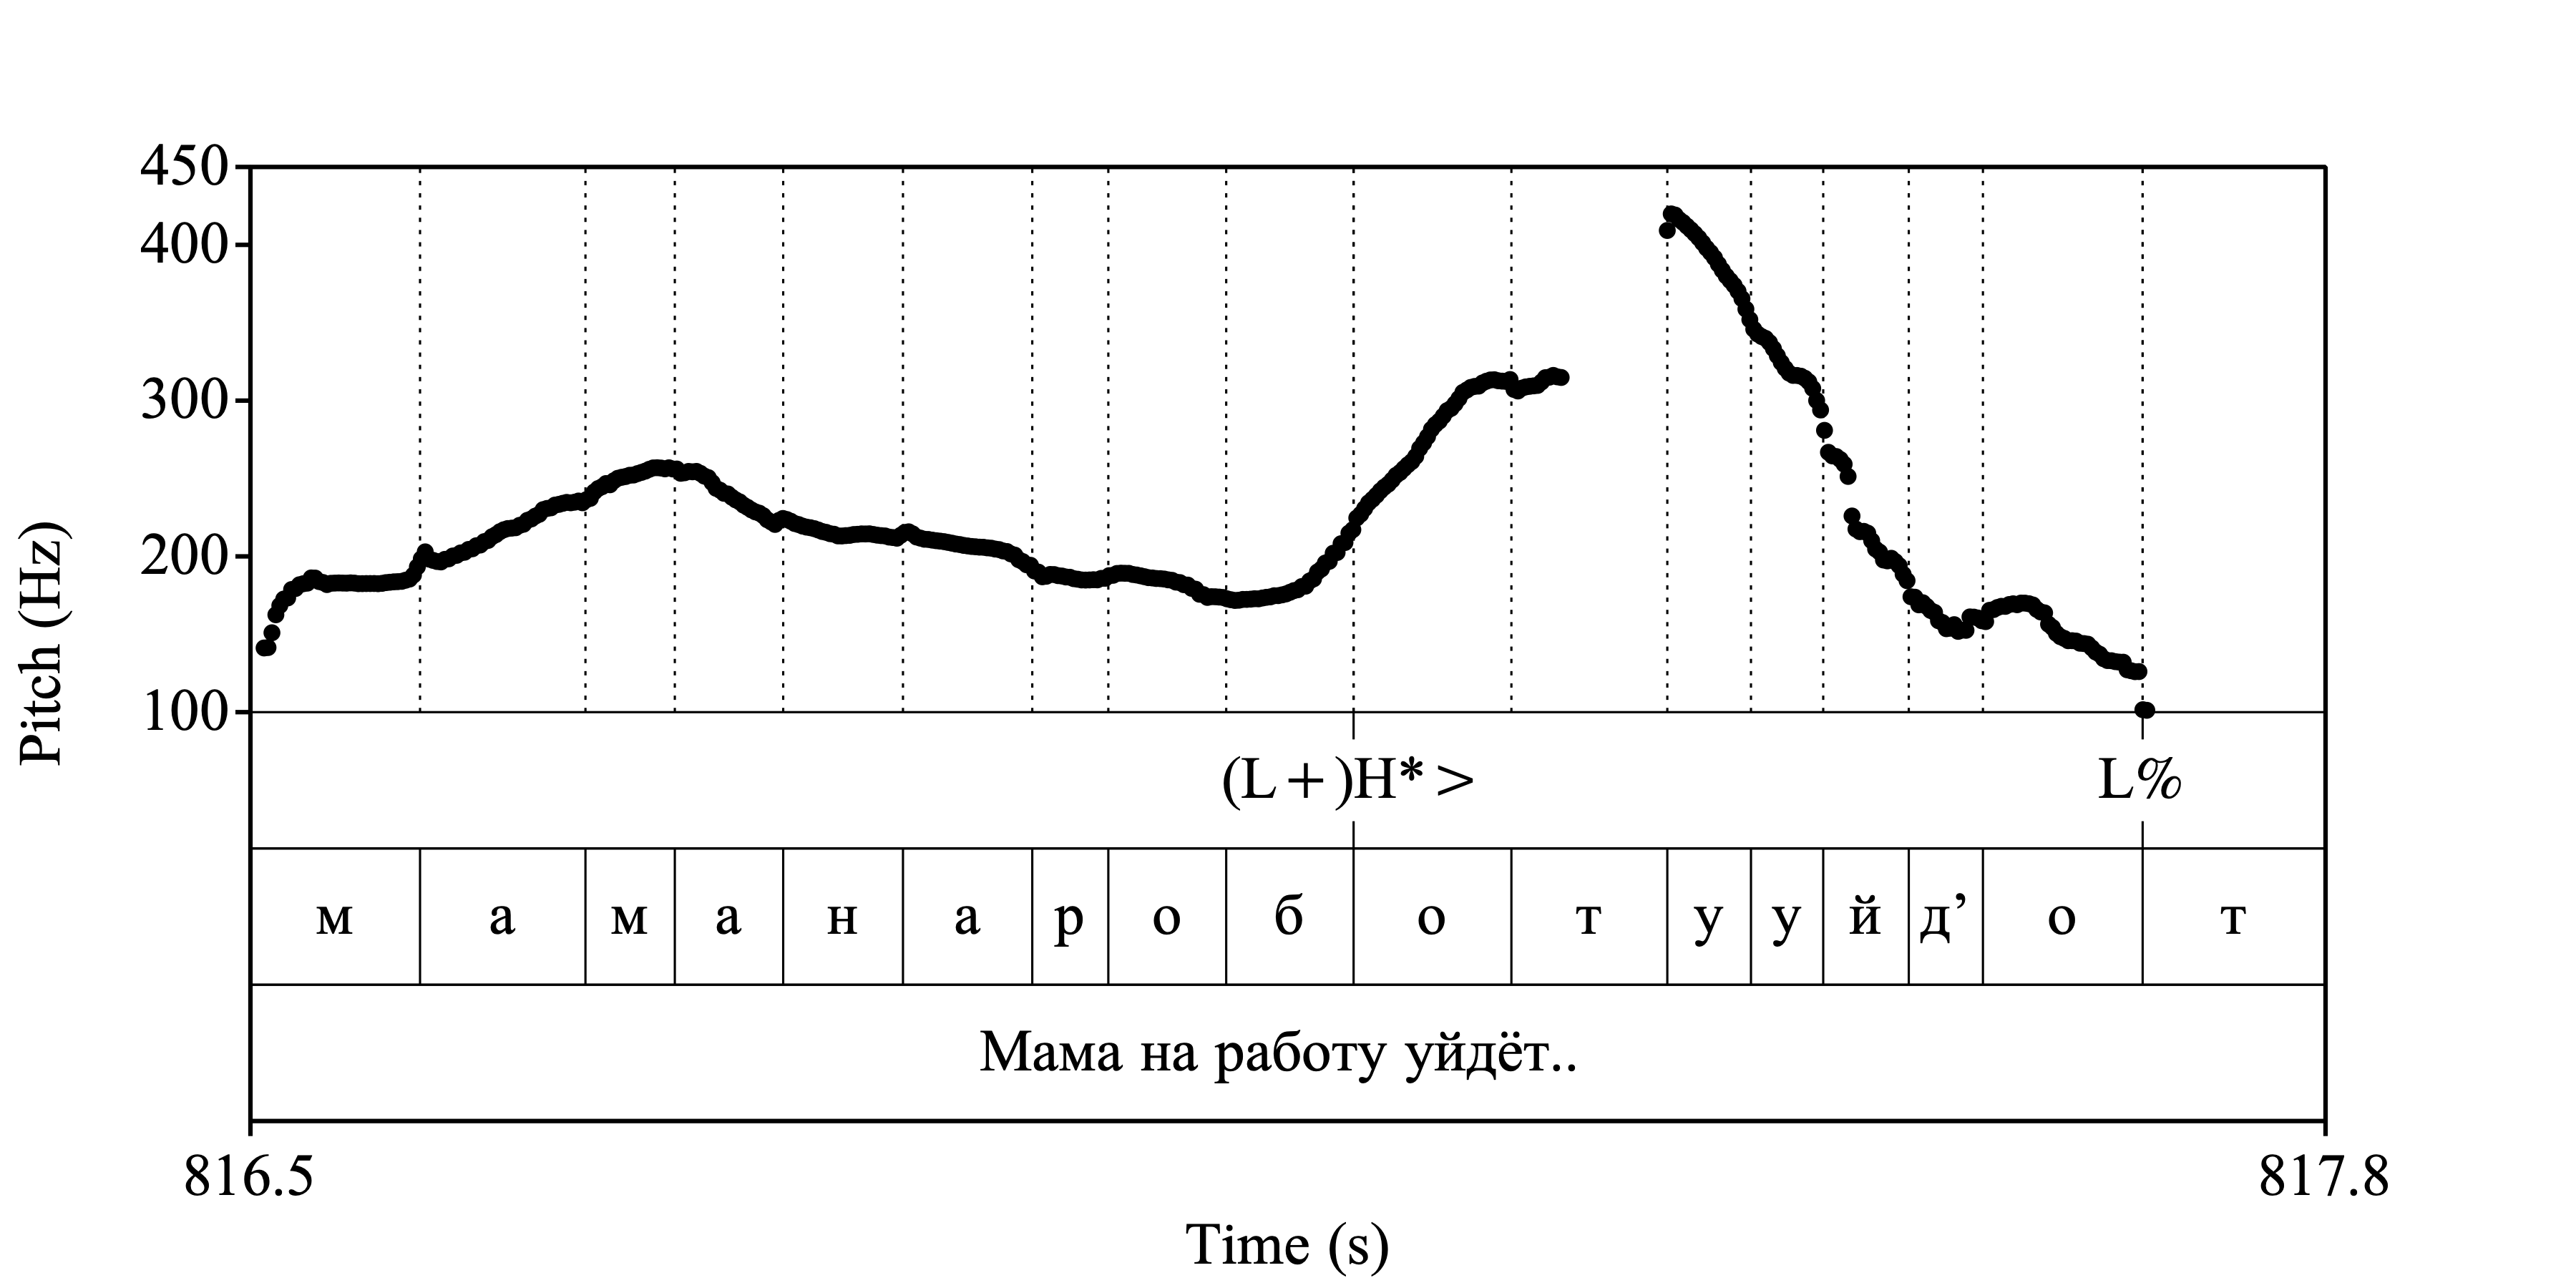 450
400
300
200
100
Pitch (Hz)
(L+)H*> L%
м а м а н а р о б о т у у й д’ о т
Мама на работу уйдёт..
816.5 817.8
Time (s)